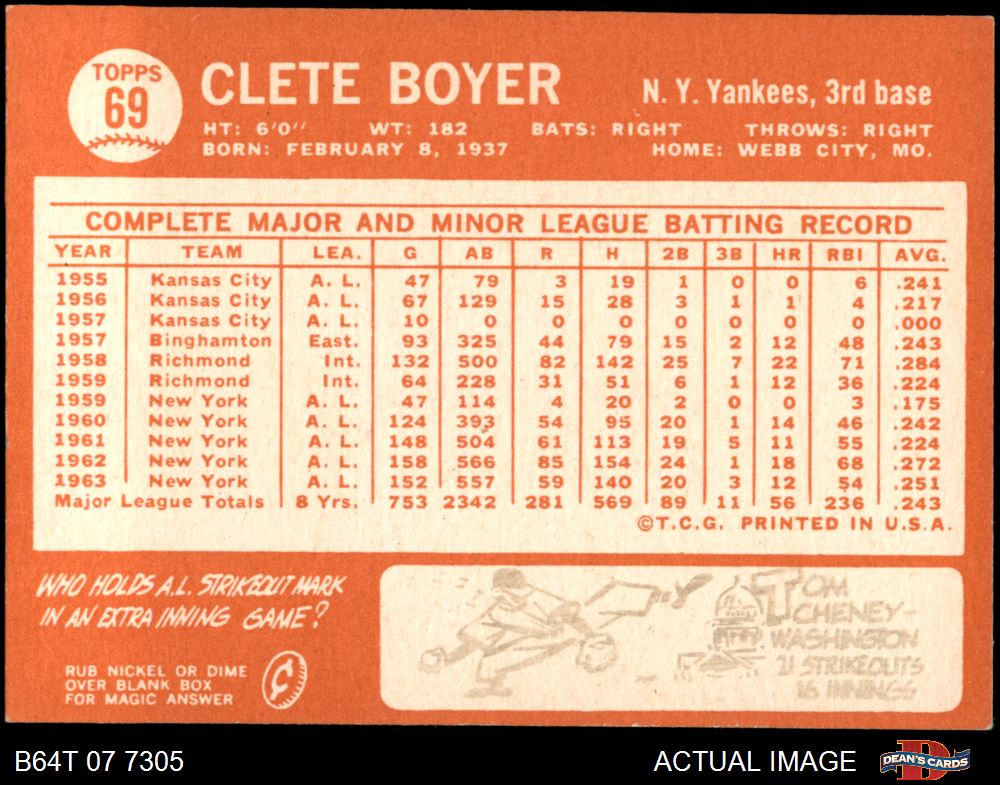 TOPPS
69
CLETE BOYER
N. Y. Yankees, 3rd base
HT: 6'0" WT: 182 BATS: RIGHT THROWS: RIGHT
BORN: FEBRUARY 8, 1937 HOME: WEBB CITY, MO.
COMPLETE MAJOR AND MINOR LEAGUE BATTING RECORD
YEAR TEAM LEA. G AB R H 2B 3B HR RBI AVG.
1955 Kansas City A. L. 47 79 3 19 1 0 0 6 .241
1956 Kansas City A. L. 67 129 15 28 3 1 1 4 .217
1957 Kansas City A. L. 10 0 0 0 0 0 0 0 .000
1957 Binghamton East. 93 325 44 79 15 2 12 48 .243
1958 Richmond Int. 132 500 82 142 25 7 22 71 .284
1959 Richmond Int. 64 228 31 51 6 1 12 36 .224
1959 New York A. L. 47 114 4 20 2 0 0 3 .175
1960 New York A. L. 124 393 54 95 20 1 14 46 .242
1961 New York A. L. 148 504 61 113 19 5 11 55 .224
1962 New York A. L. 158 566 85 154 24 1 18 68 .272
1963 New York A. L. 152 557 59 140 20 3 12 54 .251
Major League Totals 8 Yrs. 753 2342 281 569 89 11 56 236 .243
©T.C.G. PRINTED IN U.S.A.
WHO HOLDS A.L. STRIKEOUT MARK
IN AN EXTRA INNING GAME?
RUB NICKEL OR DIME
OVER BLANK BOX
FOR MAGIC ANSWER
TOM
CHENEY-
WASHINGTON
21 STRIKEOUTS
16 INNINGS
B64T 07 7305 ACTUAL IMAGE
DEAN'S CARDS